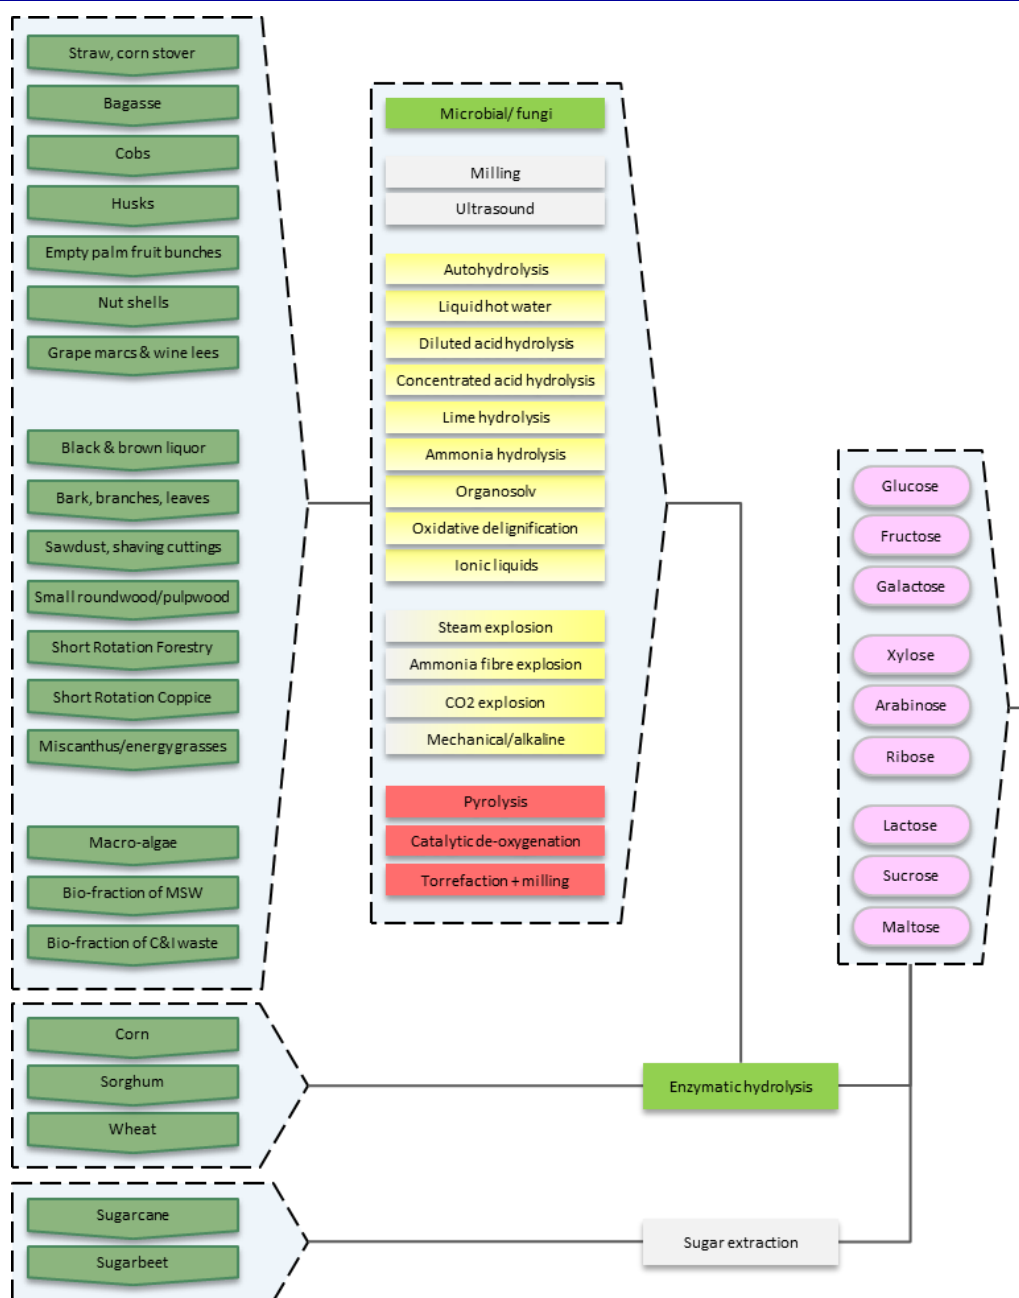 Straw, corn stover
Bagasse
Cobs
Husks
Empty palm fruit bunches
Nut shells
Grape marcs & wine lees
Black & brown liquor
Bark, branches, leaves
Sawdust, shaving cuttings
Small roundwood/pulpwood
Short Rotation Forestry
Short Rotation Coppice
Miscanthus/energy grasses
Macro-algae
Bio-fraction of MSW
Bio-fraction of C&I waste
Corn
Sorghum
Wheat
Sugarcane
Sugarbeet
Microbial/ fungi
Milling
Ultrasound
Autohydrolysis
Liquid hot water
Diluted acid hydrolysis
Concentrated acid hydrolysis
Lime hydrolysis
Ammonia hydrolysis
Organosolv
Oxidative delignification
Ionic liquids
Steam explosion
Ammonia fibre explosion
CO2 explosion
Mechanical/alkaline
Pyrolysis
Catalytic de-oxygenation
Torrefaction + milling
Enzymatic hydrolysis
Sugar extraction
Glucose
Fructose
Galactose
Xylose
Arabinose
Ribose
Lactose
Sucrose
Maltose